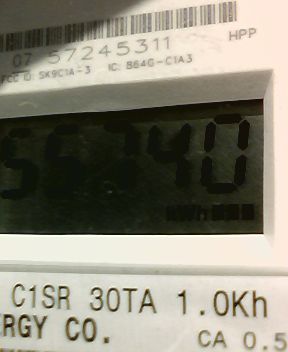 07 57245311
HPP
FCC ID: SK9C1A-3 IC: 864G-C1A3
56740
kWh
C1SR 30TA 1.0Kh
RGY CO.
CA 0.5